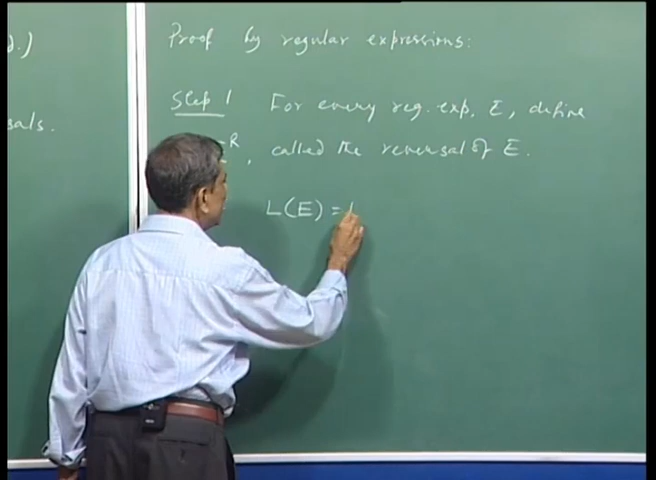 Proof by regular expressions:
d.)
Step 1 For every reg. exp. E, define
sals.
E^R, called the reversal of E.
L(E) = L